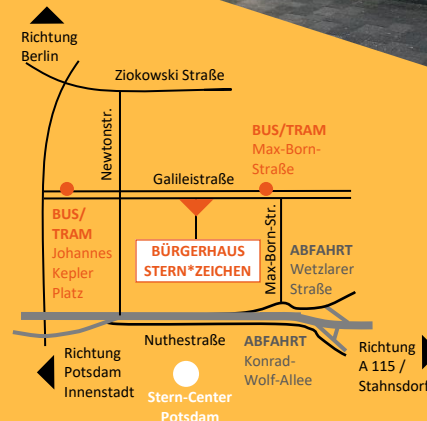 Richtung
Berlin
Ziokowski Straße
Newtonstr.
BUS/TRAM
Max-Born-
Straße
Galileistraße
BUS/
TRAM
Johannes
Kepler
Platz
BÜRGERHAUS
STERN*ZEICHEN
Max-Born-Str.
ABFAHRT
Wetzlarer
Straße
Nuthestraße
ABFAHRT
Konrad-
Wolf-Allee
Richtung
Potsdam
Innenstadt
Richtung
A 115 /
Stahnsdorf
Stern-Center
Potsdam